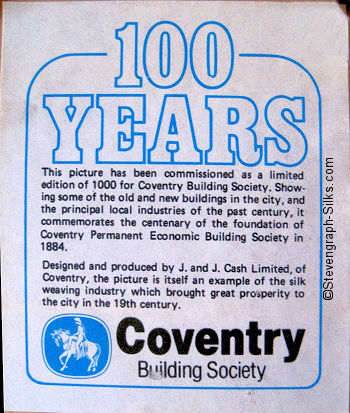 100
YEARS
This picture has been commissioned as a limited
edition of 1000 for Coventry Building Society. Show-
ing some of the old and new buildings in the city, and
the principal local industries of the past century, it
commemorates the centenary of the foundation of
Coventry Permanent Economic Building Society in
1884.
Designed and produced by J. and J. Cash Limited, of
Coventry, the picture is itself an example of the silk
weaving industry which brought great prosperity to
the city in the 19th century.
Coventry
Building Society
©Stevengraph-Silks.com